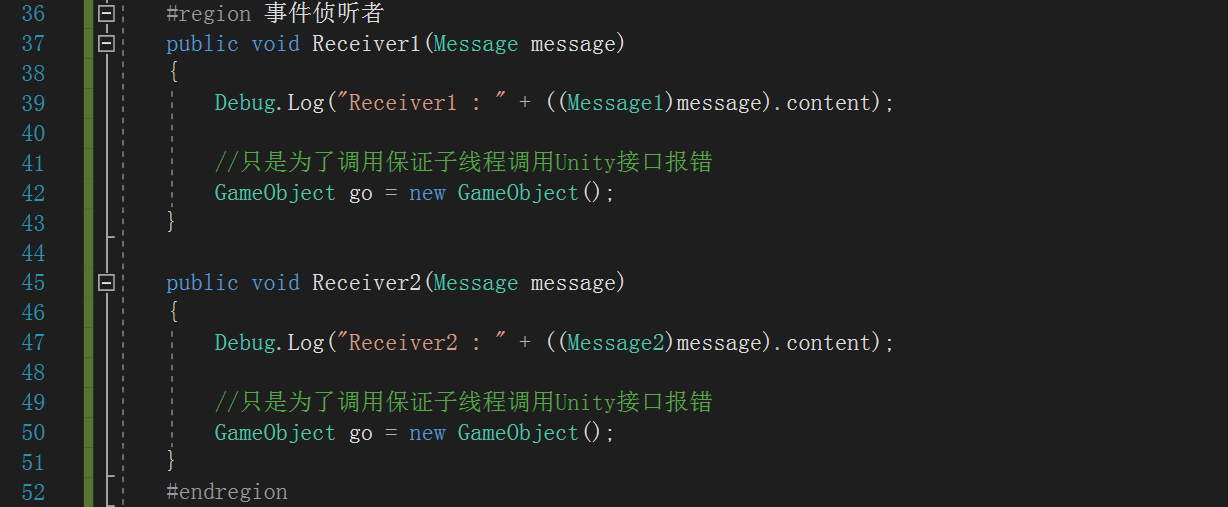 36 #region 事件侦听者
37 public void Receiver1(Message message)
38 {
39 Debug.Log("Receiver1 : " + ((Message1)message).content);
40
41 //只是为了调用保证子线程调用Unity接口报错
42 GameObject go = new GameObject();
43 }
44
45 public void Receiver2(Message message)
46 {
47 Debug.Log("Receiver2 : " + ((Message2)message).content);
48
49 //只是为了调用保证子线程调用Unity接口报错
50 GameObject go = new GameObject();
51 }
52 #endregion